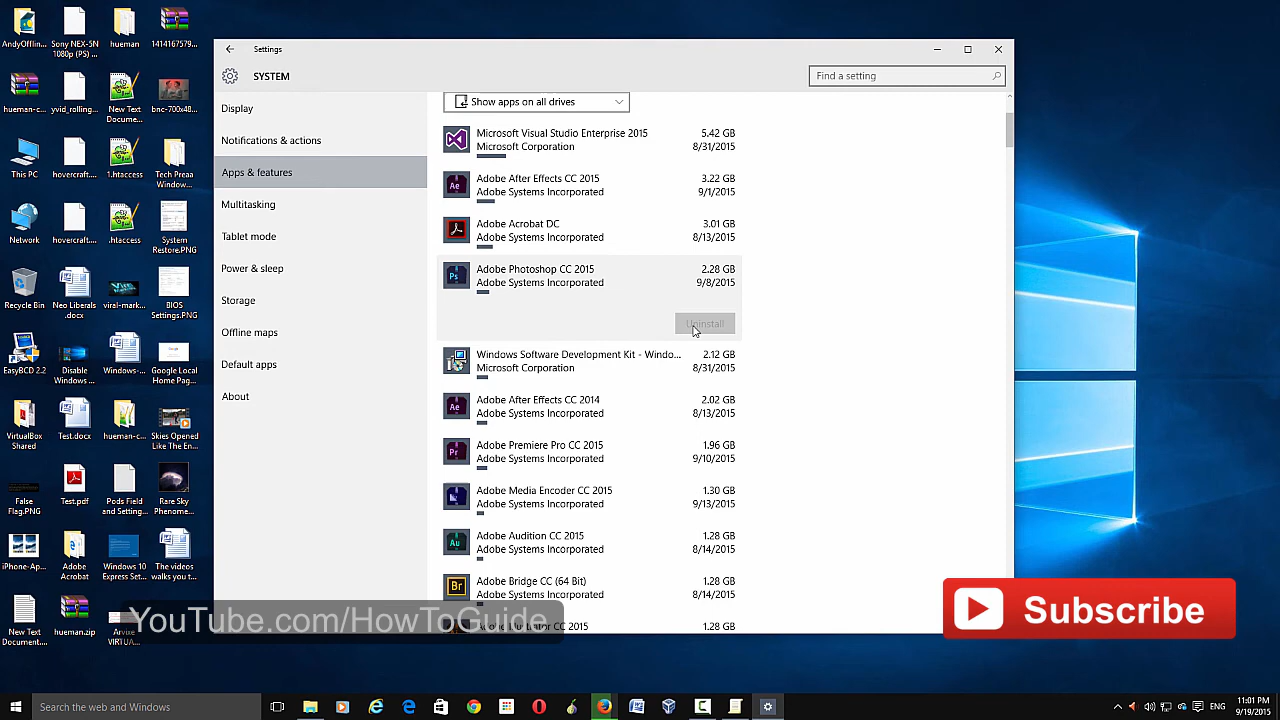 AndyOfflin...
Sony NEX-5N
1080p (PS) ...
hueman
1414167579...
hueman-c...
yvid_rolling...
New Text
Docume...
bnc-700x40...
This PC
hovercraft...
1.htaccess
Tech Preaa
Window...
Network
hovercraft...
.htaccess
System
Restore.PNG
Recycle Bin
Neo Liberals
.docx
viral-mark...
BIOS
Settings.PNG
EasyBCD 2.2
Disable
Windows ...
Windows-...
Google Local
Home Pag...
VirtualBox
Shared
Test.docx
hueman-c...
Skies Opened
Like The En...
False
Flag.PNG
Test.pdf
Pods Field
and Setting...
Rare Sky
Phenome...
iPhone-Ap...
Adobe
Acrobat
Windows 10
Express Set...
The videos
walks you t...
New Text
Document...
hueman.zip
Arvixe
VIRTUA...
Settings
SYSTEM
Find a setting
Display
Notifications & actions
Apps & features
Multitasking
Tablet mode
Power & sleep
Storage
Offline maps
Default apps
About
Show apps on all drives
Microsoft Visual Studio Enterprise 2015 5.42 GB
Microsoft Corporation 8/31/2015
Adobe After Effects CC 2015 3.22 GB
Adobe Systems Incorporated 9/1/2015
Adobe Acrobat DC 3.01 GB
Adobe Systems Incorporated 8/13/2015
Adobe Photoshop CC 2015 2.28 GB
Adobe Systems Incorporated 9/8/2015
Uninstall
Windows Software Development Kit - Windo... 2.12 GB
Microsoft Corporation 8/31/2015
Adobe After Effects CC 2014 2.02 GB
Adobe Systems Incorporated 8/13/2015
Adobe Premiere Pro CC 2015 1.96 GB
Adobe Systems Incorporated 9/10/2015
Adobe Media Encoder CC 2015 1.30 GB
Adobe Systems Incorporated 9/13/2015
Adobe Audition CC 2015 1.28 GB
Adobe Systems Incorporated 8/14/2015
Adobe Bridge CC (64 Bit) 1.28 GB
Adobe Systems Incorporated 8/14/2015
CC 2015 1.28 GB
YouTube.com/HowToGuide
Subscribe
Search the web and Windows
ENG
11:01 PM
9/19/2015